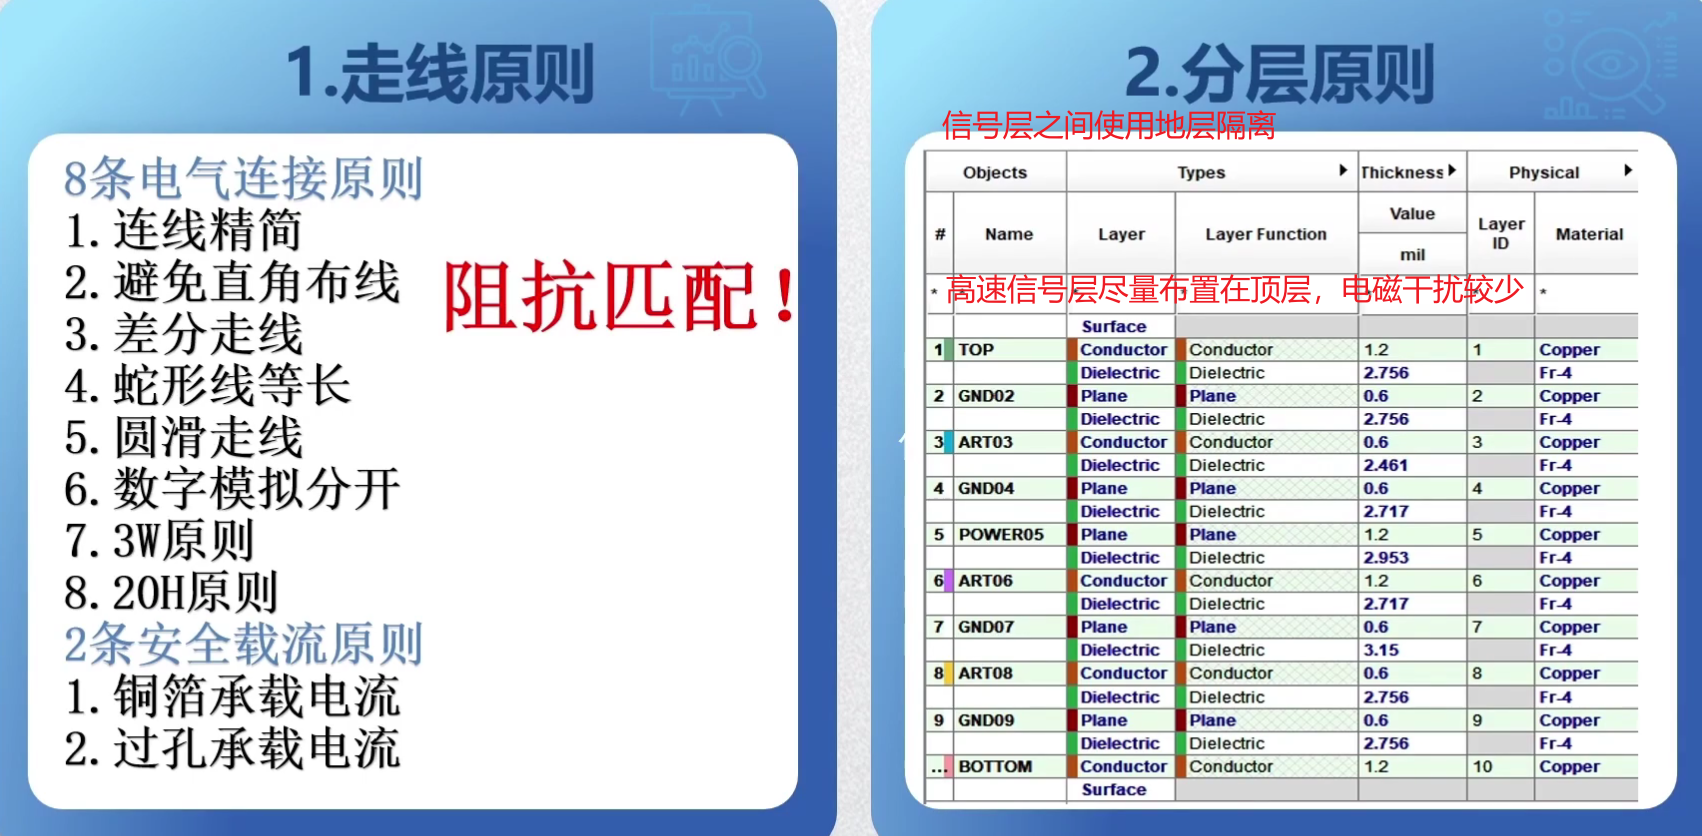 1.走线原则
8条电气连接原则
1.连线精简
2.避免直角布线
3.差分走线
4.蛇形线等长
5.圆滑走线
6.数字模拟分开
7.3W原则
8.20H原则
2条安全载流原则
1.铜箔承载电流
2.过孔承载电流
阻抗匹配！
2.分层原则
信号层之间使用地层隔离
Objects Types Thickness Physical
# Name Layer Layer Function Value mil Layer ID Material
* 高速信号层尽量布置在顶层，电磁干扰较少 *
Surface
1 TOP Conductor Conductor 1.2 1 Copper
Dielectric Dielectric 2.756 Fr-4
2 GND02 Plane Plane 0.6 2 Copper
Dielectric Dielectric 2.756 Fr-4
3 ART03 Conductor Conductor 0.6 3 Copper
Dielectric Dielectric 2.461 Fr-4
4 GND04 Plane Plane 0.6 4 Copper
Dielectric Dielectric 2.717 Fr-4
5 POWER05 Plane Plane 1.2 5 Copper
Dielectric Dielectric 2.953 Fr-4
6 ART06 Conductor Conductor 1.2 6 Copper
Dielectric Dielectric 2.717 Fr-4
7 GND07 Plane Plane 0.6 7 Copper
Dielectric Dielectric 3.15 Fr-4
8 ART08 Conductor Conductor 0.6 8 Copper
Dielectric Dielectric 2.756 Fr-4
9 GND09 Plane Plane 0.6 9 Copper
Dielectric Dielectric 2.756 Fr-4
... BOTTOM Conductor Conductor 1.2 10 Copper
Surface